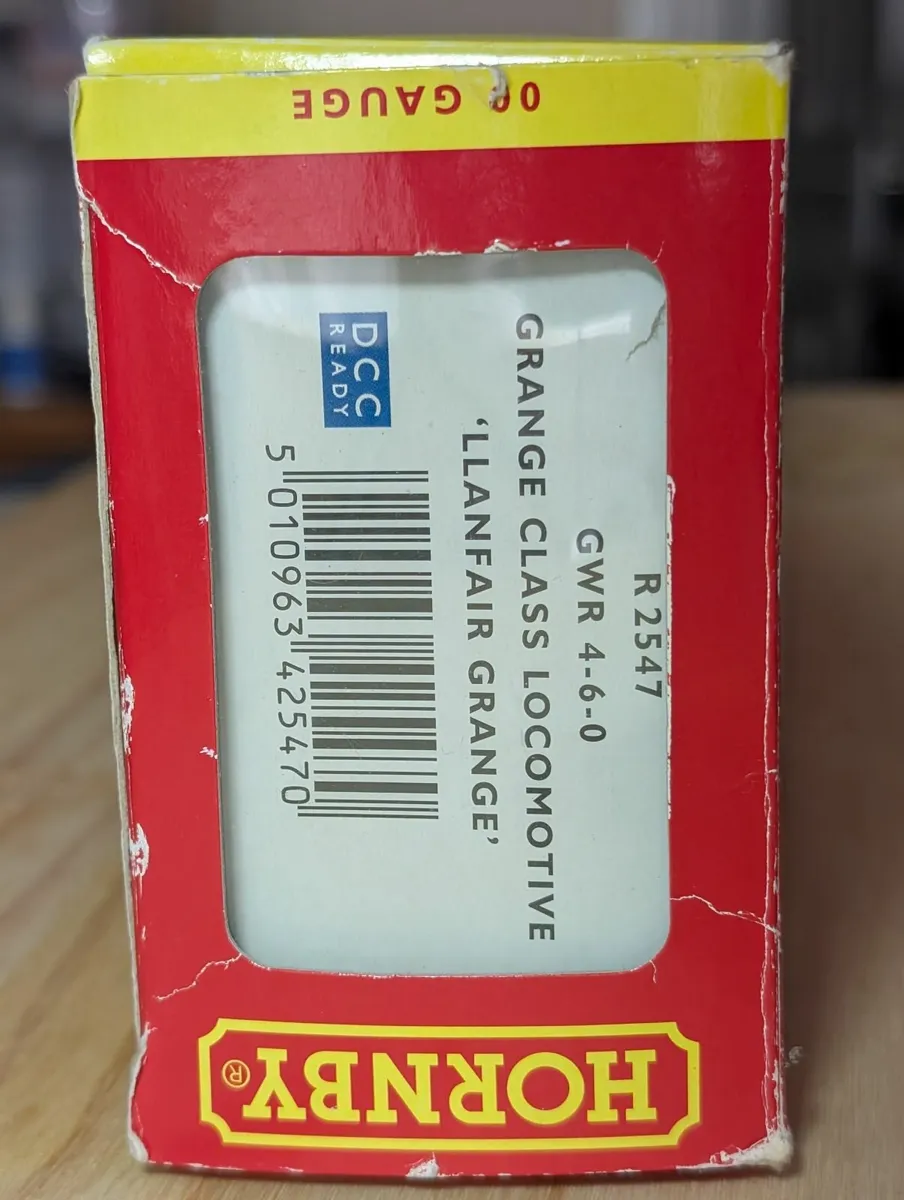 00 GAUGE
R 2547
GWR 4-6-0
GRANGE CLASS LOCOMOTIVE
‘LLANFAIR GRANGE’
DCC
READY
5 010963 425470
HORNBY®